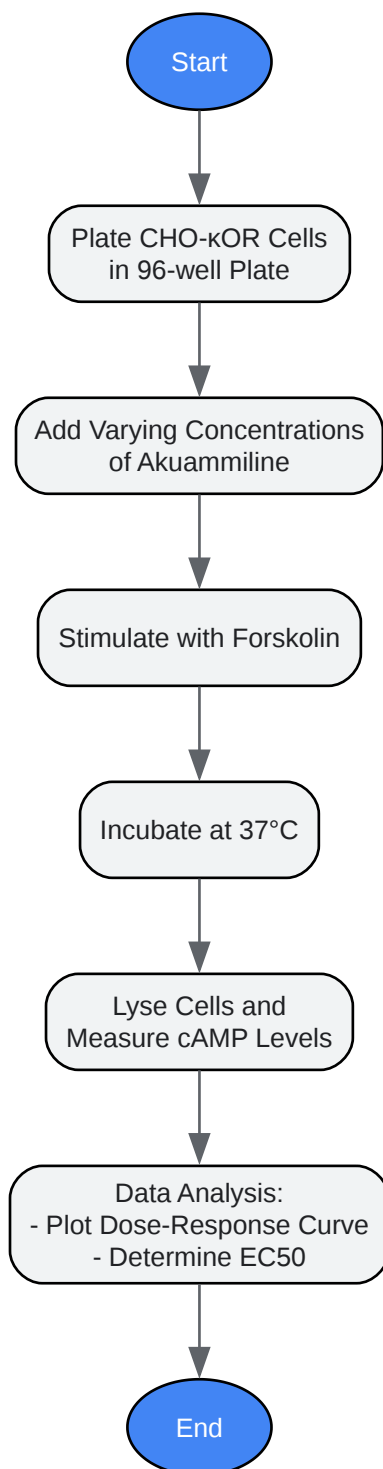 Start
Plate CHO-κOR Cells
in 96-well Plate
Add Varying Concentrations
of Akuammiline
Stimulate with Forskolin
Incubate at 37°C
Lyse Cells and
Measure cAMP Levels
Data Analysis:
- Plot Dose-Response Curve
- Determine EC50
End